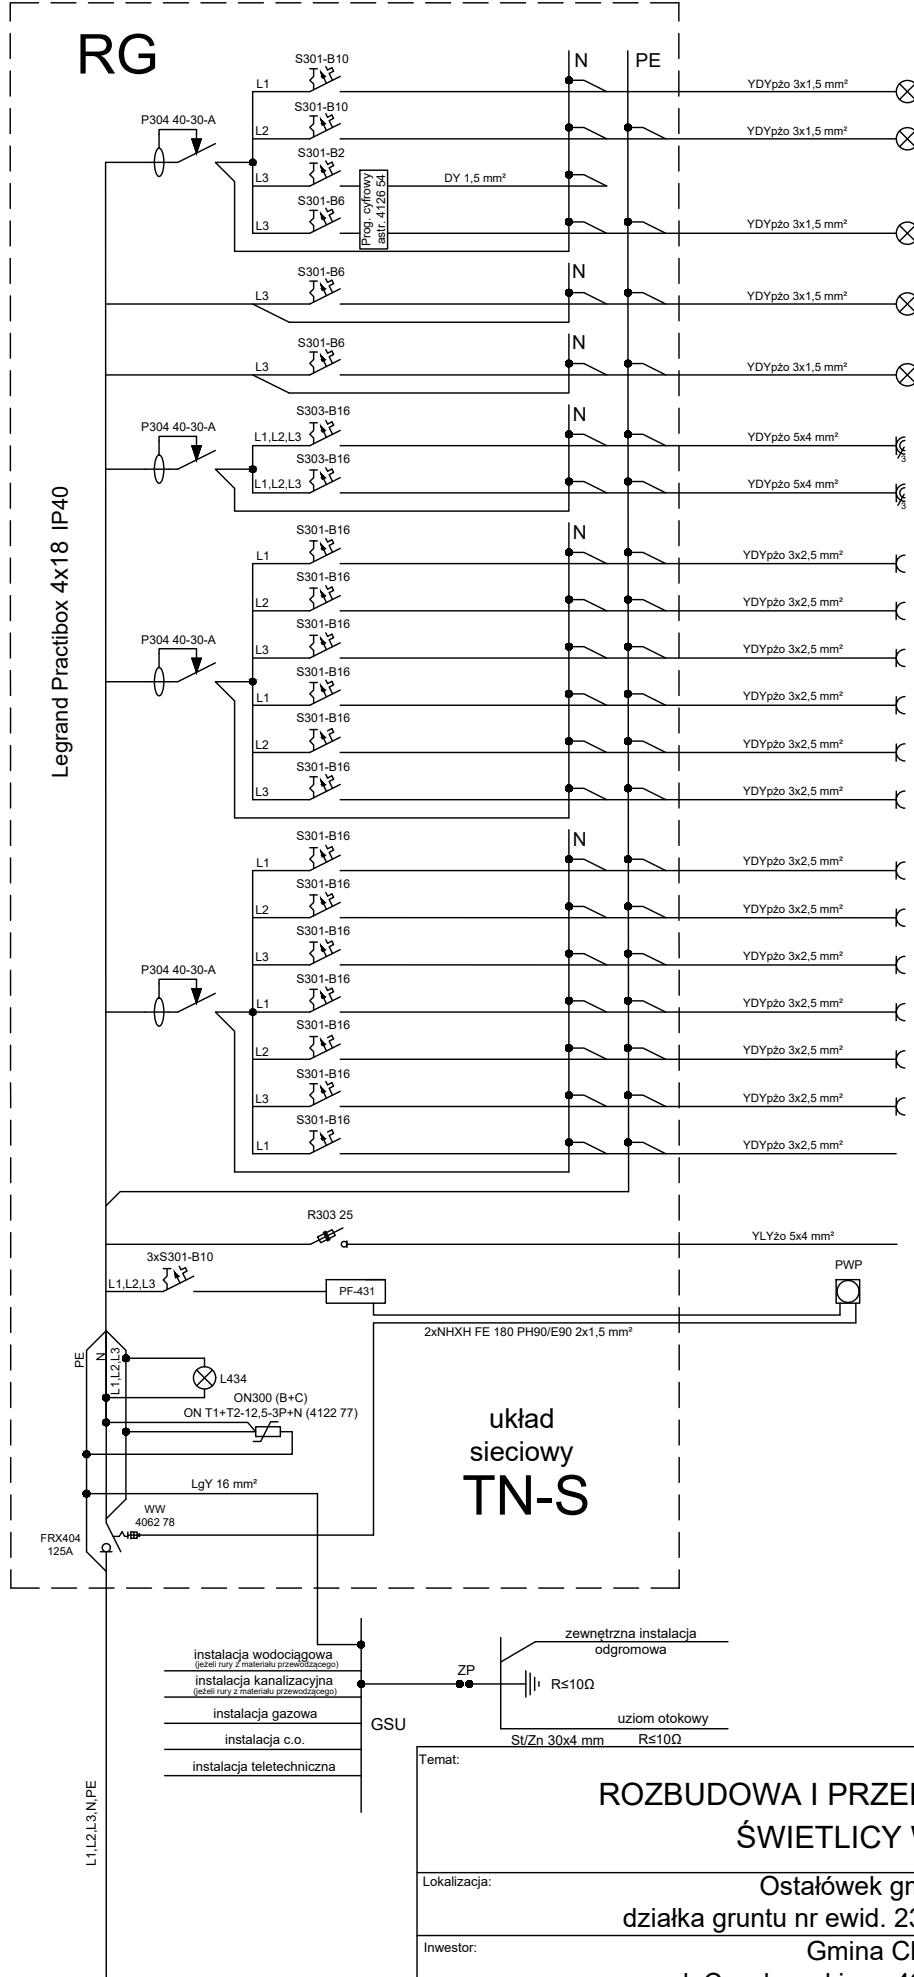 RG
N
PE
S301-B10
L1
YDYpżo 3x1,5 mm²
P304 40-30-A
S301-B10
L2
YDYpżo 3x1,5 mm²
S301-B2
L3
Prog. cyfrowy
astr. 4126 54
DY 1,5 mm²
S301-B6
L3
YDYpżo 3x1,5 mm²
N
S301-B6
L3
YDYpżo 3x1,5 mm²
N
S301-B6
L3
YDYpżo 3x1,5 mm²
N
P304 40-30-A
S303-B16
L1,L2,L3
YDYpżo 5x4 mm²
3
S303-B16
L1,L2,L3
YDYpżo 5x4 mm²
3
Legrand Practibox 4x18 IP40
N
S301-B16
L1
YDYpżo 3x2,5 mm²
S301-B16
L2
YDYpżo 3x2,5 mm²
P304 40-30-A
S301-B16
L3
YDYpżo 3x2,5 mm²
S301-B16
L1
YDYpżo 3x2,5 mm²
S301-B16
L2
YDYpżo 3x2,5 mm²
S301-B16
L3
YDYpżo 3x2,5 mm²
N
S301-B16
L1
YDYpżo 3x2,5 mm²
S301-B16
L2
YDYpżo 3x2,5 mm²
S301-B16
L3
YDYpżo 3x2,5 mm²
P304 40-30-A
S301-B16
L1
YDYpżo 3x2,5 mm²
S301-B16
L2
YDYpżo 3x2,5 mm²
S301-B16
L3
YDYpżo 3x2,5 mm²
S301-B16
L1
YDYpżo 3x2,5 mm²
R303 25
YLYżo 5x4 mm²
3xS301-B10
L1,L2,L3
PF-431
PWP
2xNHXH FE 180 PH90/E90 2x1,5 mm²
PE
N
L1,L2,L3
L434
ON300 (B+C)
ON T1+T2-12,5-3P+N (4122 77)
układ
sieciowy
TN-S
LgY 16 mm²
WW
4062 78
FRX404
125A
instalacja wodociągowa
(jeżeli rury z materiału przewodzącego)
instalacja kanalizacyjna
(jeżeli rury z materiału przewodzącego)
instalacja gazowa
instalacja c.o.
instalacja teletechniczna
GSU
ZP
zewnętrzna instalacja
odgromowa
R≤10Ω
uziom otokowy
St/Zn 30x4 mm
R≤10Ω
L1,L2,L3,N,PE
Temat:
ROZBUDOWA I
ŚWIETLICY
Lokalizacja:
Ostałówek
działka gruntu nr ewid.
Inwestor:
Gmina